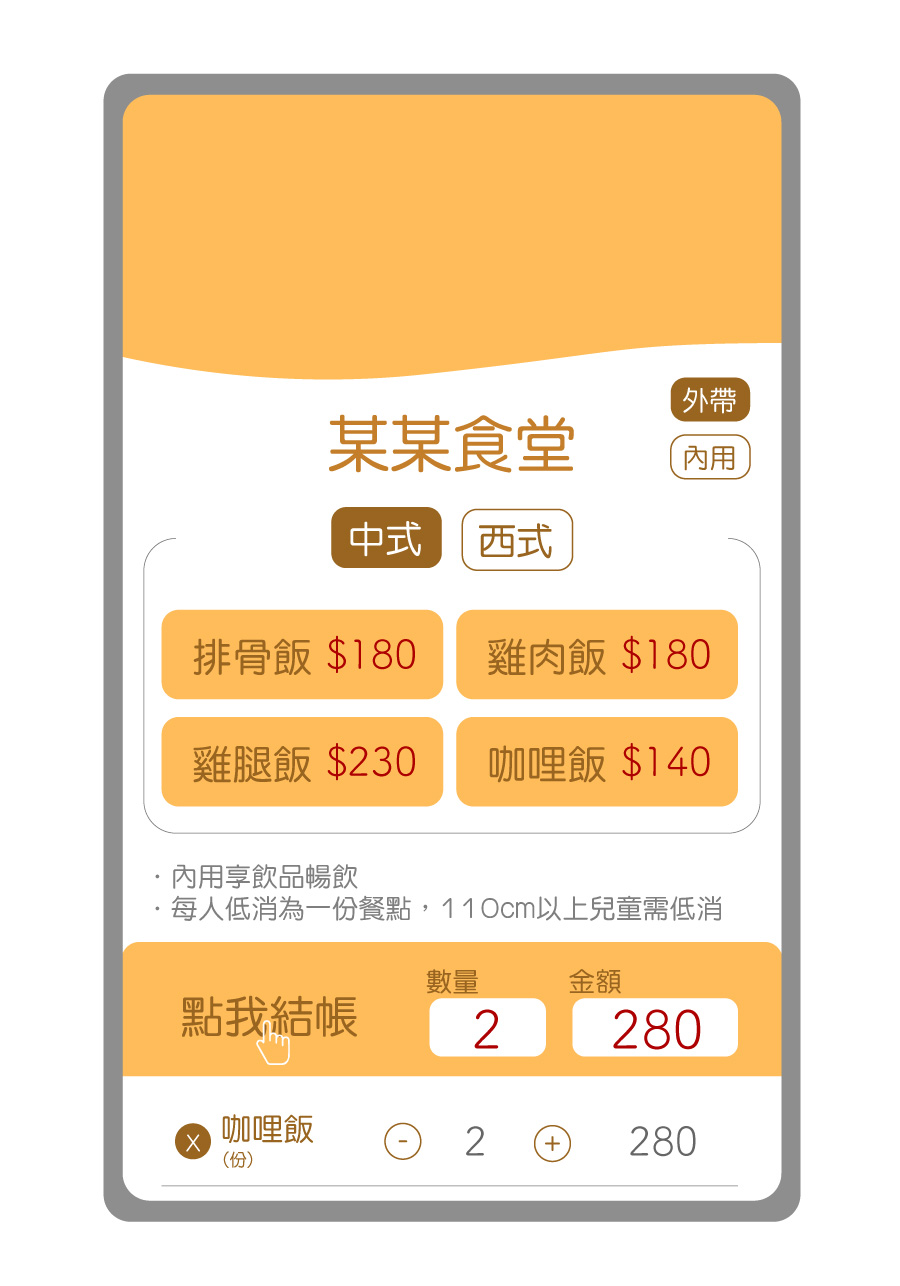 外帶
某某食堂
內用
中式 西式
排骨飯 $180 雞肉飯 $180
雞腿飯 $230 咖哩飯 $140
·內用享飲品暢飲
·每人低消為一份餐點，110cm以上兒童需低消
數量 金額
點我結帳 2 280
X 咖哩飯 - 2 + 280
(份)